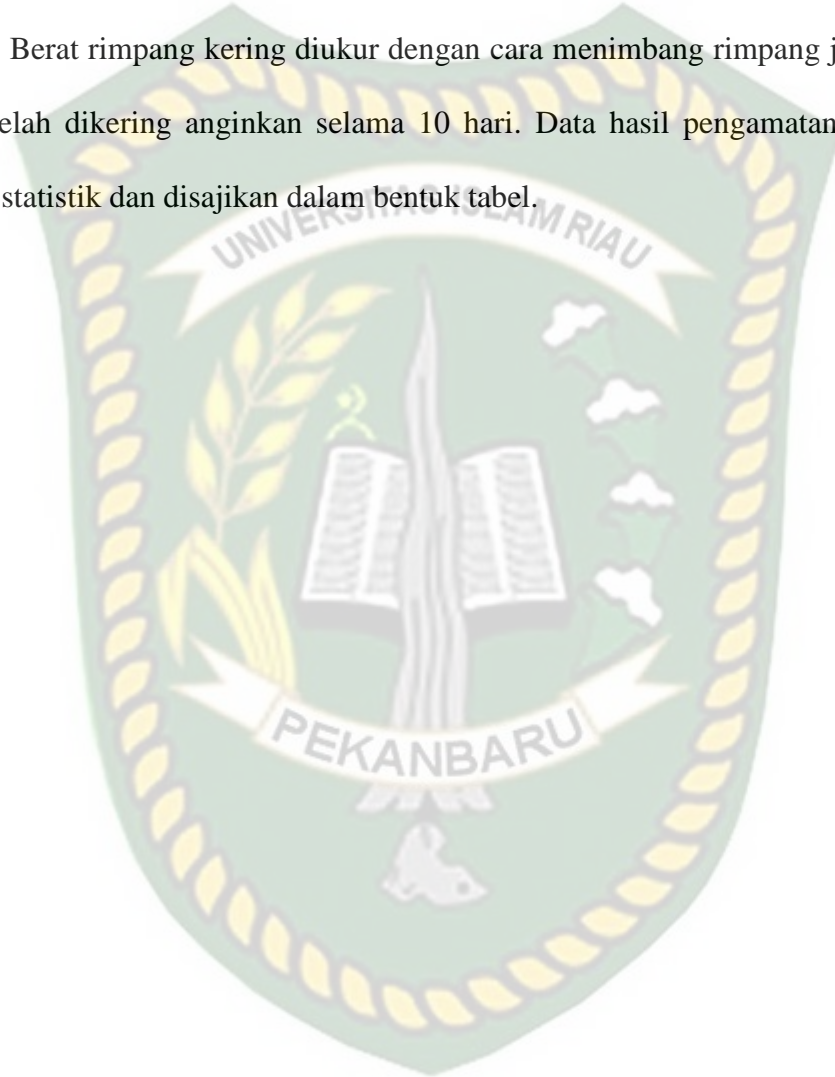 Berat rimpang kering diukur dengan cara menimbang rimpang j
elah dikering anginkan selama 10 hari. Data hasil pengamatan
statistik dan disajikan dalam bentuk tabel.
UNIVERSITAS ISLAM RIAU
PEKANBARU